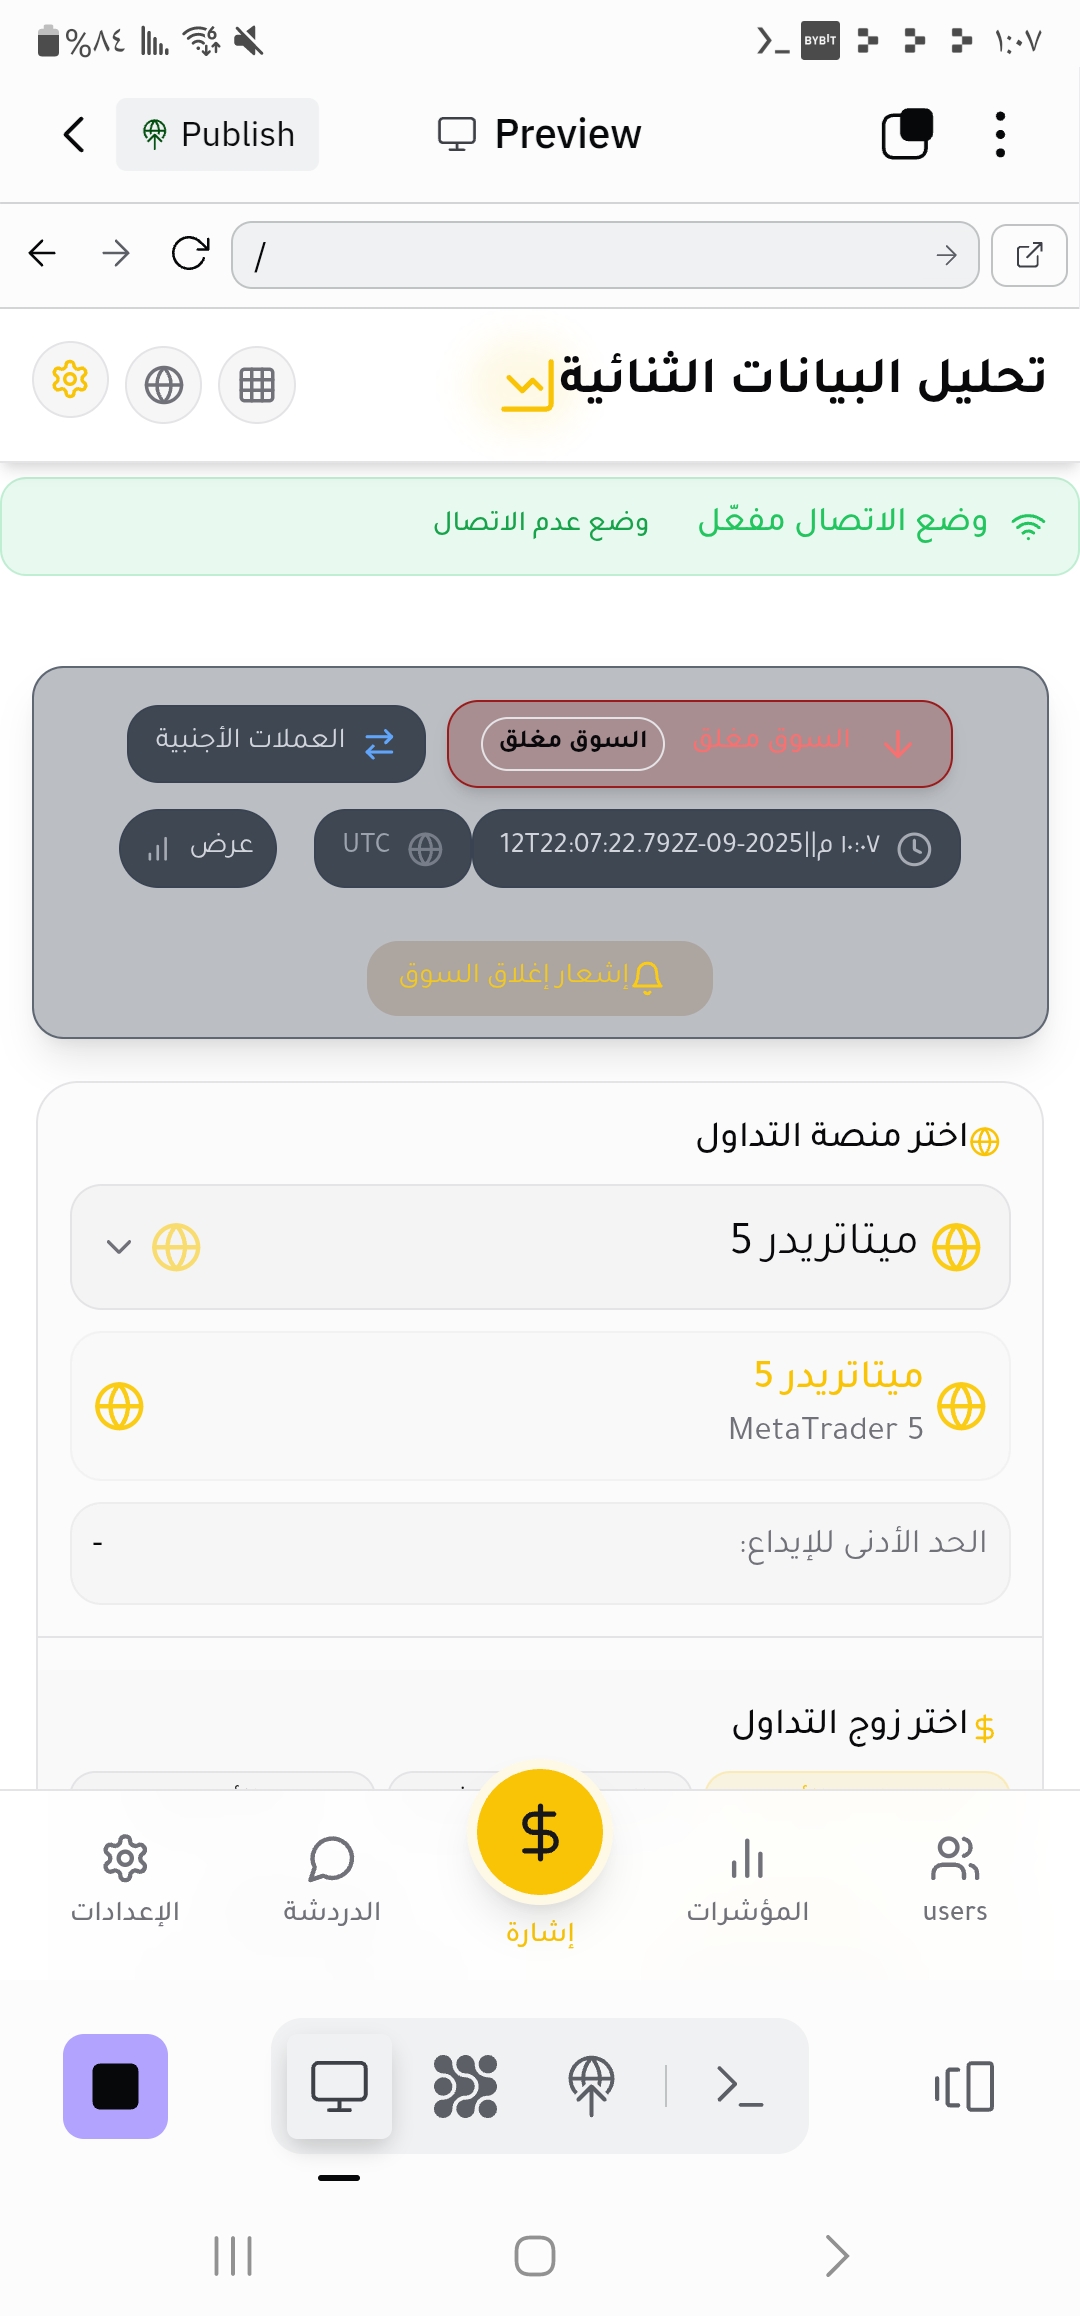 %٨٤ BYBIT ١:٠٧
Publish Preview
/
تحليل البيانات الثنائية
وضع الاتصال مفعّل وضع عدم الاتصال
السوق مغلق السوق مغلق العملات الأجنبية
١٠:٠٧ م||2025-09-12T22:07:22.792Z UTC عرض
إشعار إغلاق السوق
اختر منصة التداول
ميتاتريدر 5
ميتاتريدر 5
MetaTrader 5
الحد الأدنى للإيداع: -
اختر زوج التداول
users المؤشرات إشارة الدردشة الإعدادات